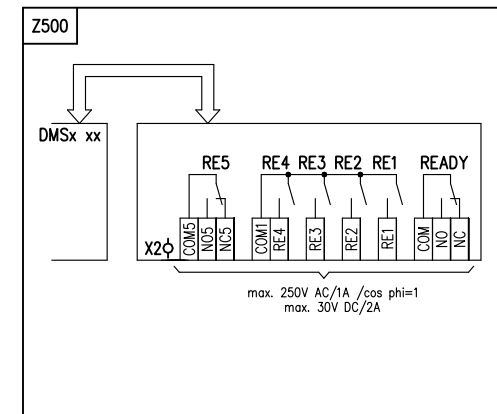 Z500
DMSx xx
RE5 RE4 RE3 RE2 RE1 READY
X2 COM5 NO5 NC5 COM1 RE4 RE3 RE2 RE1 COM NO NC
max. 250V AC/1A /cos phi=1
max. 30V DC/2A